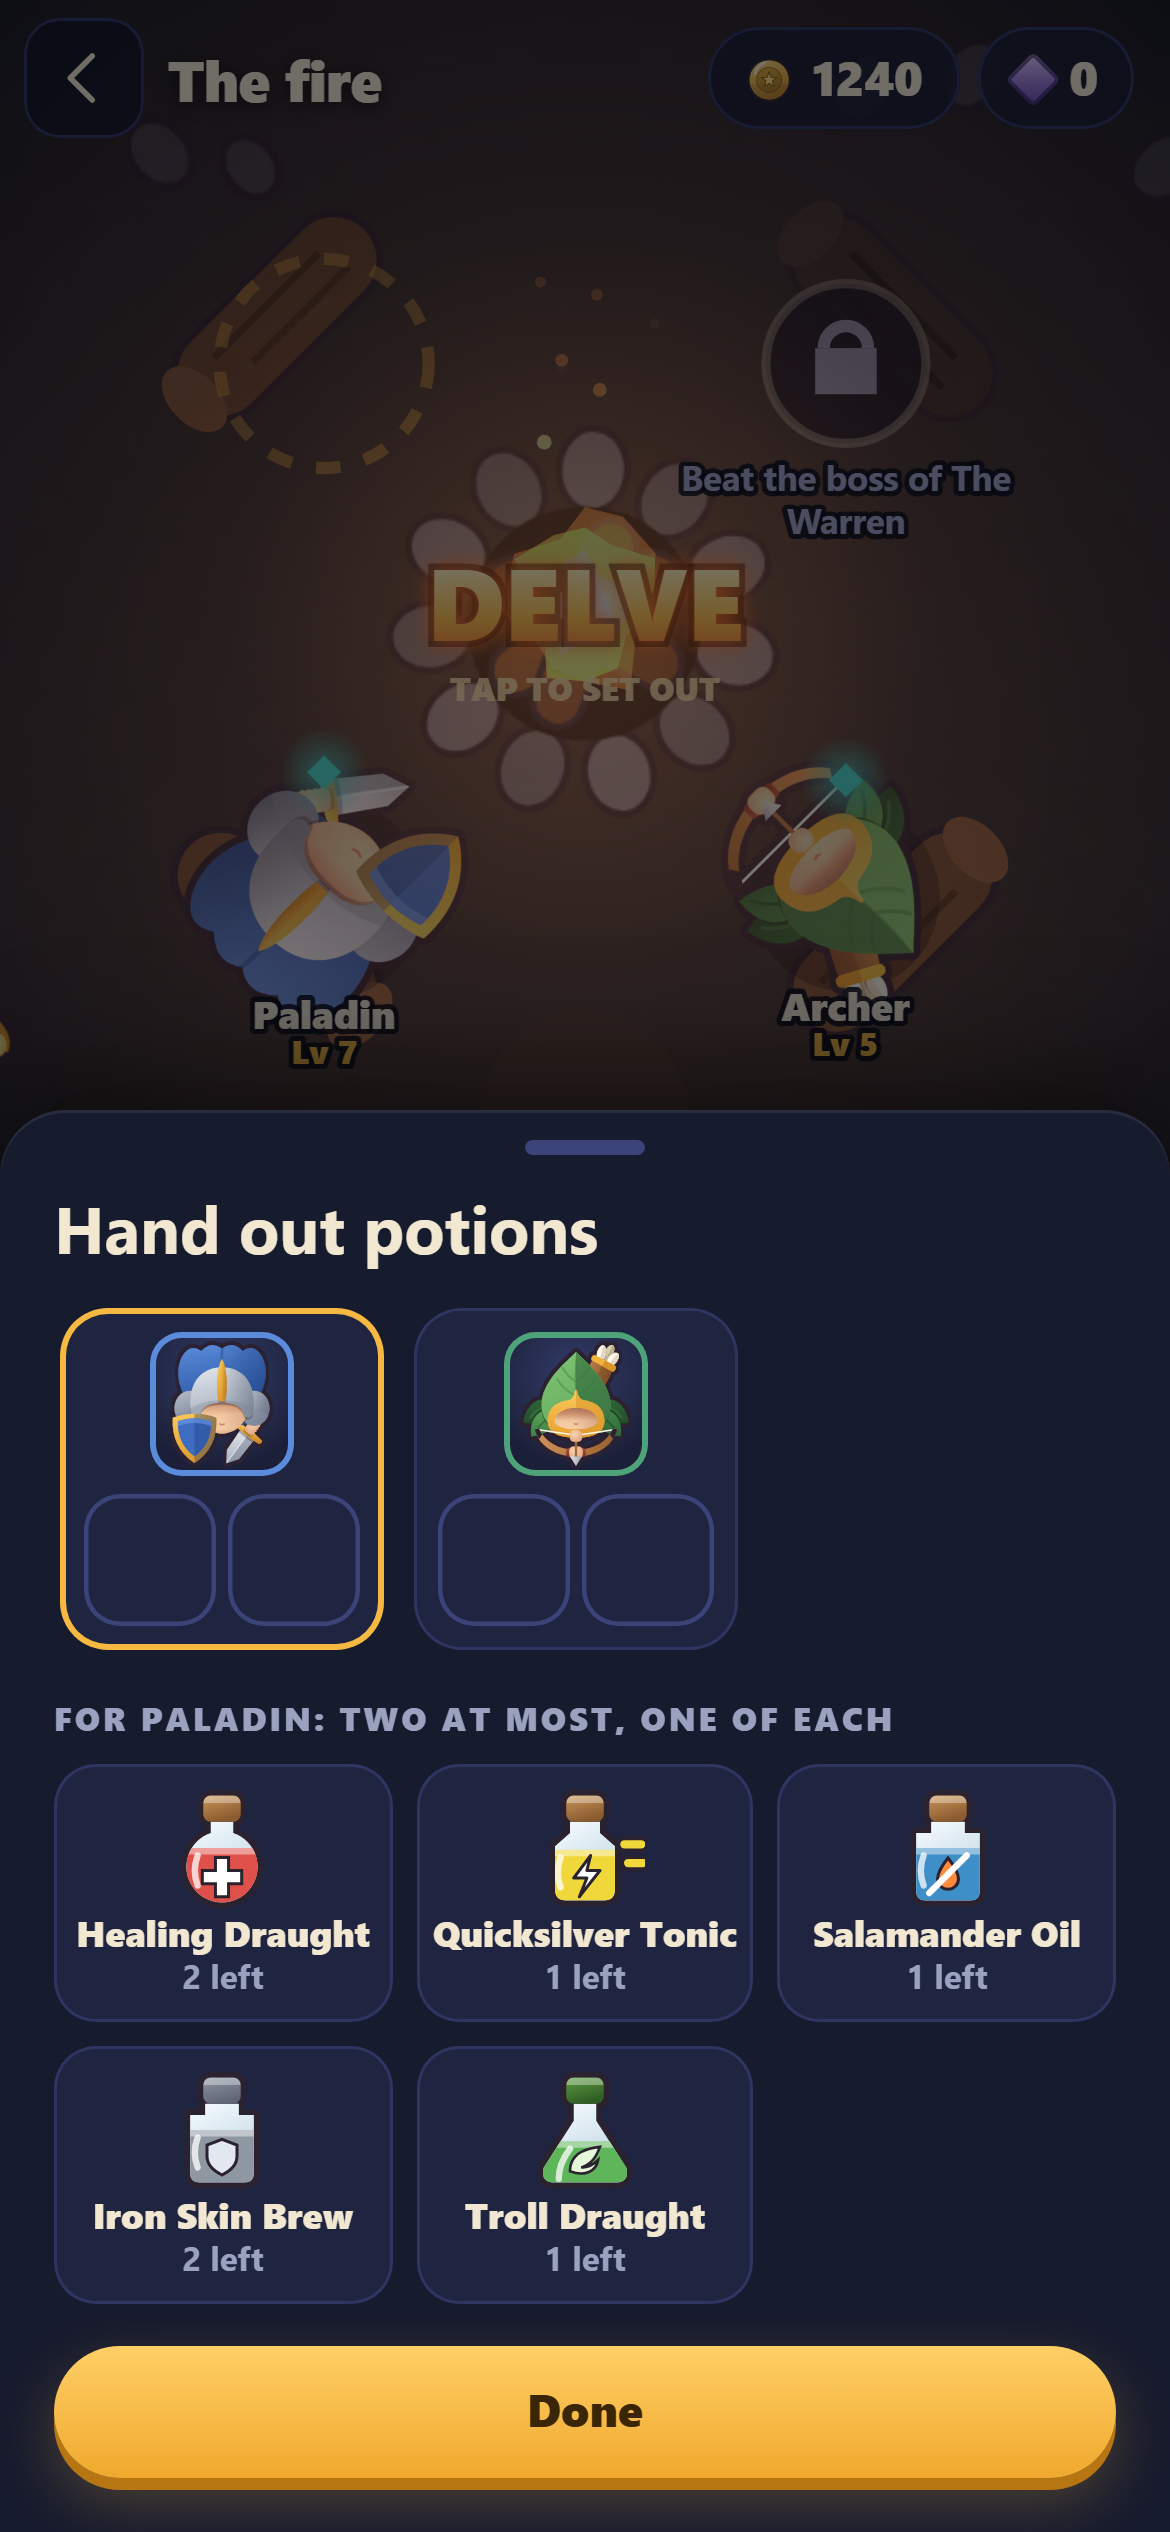 The fire
1240
0
Beat the boss of The
Warren
DELVE
TAP TO SET OUT
Paladin
Lv 7
Archer
Lv 5
Hand out potions
FOR PALADIN: TWO AT MOST, ONE OF EACH
Healing Draught
2 left
Quicksilver Tonic
1 left
Salamander Oil
1 left
Iron Skin Brew
2 left
Troll Draught
1 left
Done